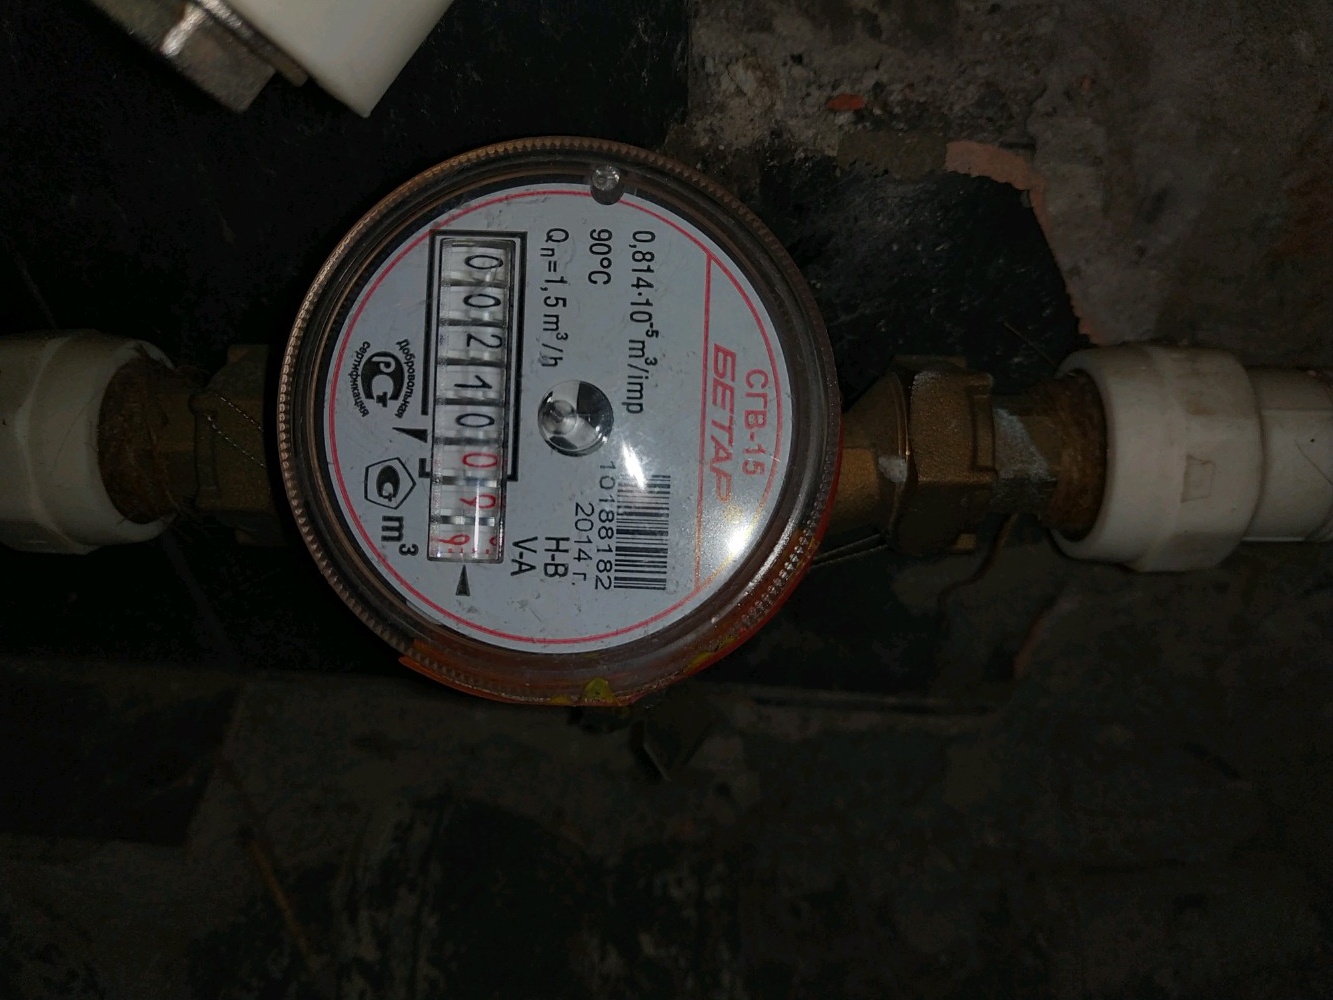 00210099
m³
Добровольная
сертификация
РСТ
Qn=1,5 m³/h
90°C
0,814·10⁻⁵ m³/imp
БЕТАР
СГВ-15
10188182
2014 г.
H-B
V-A